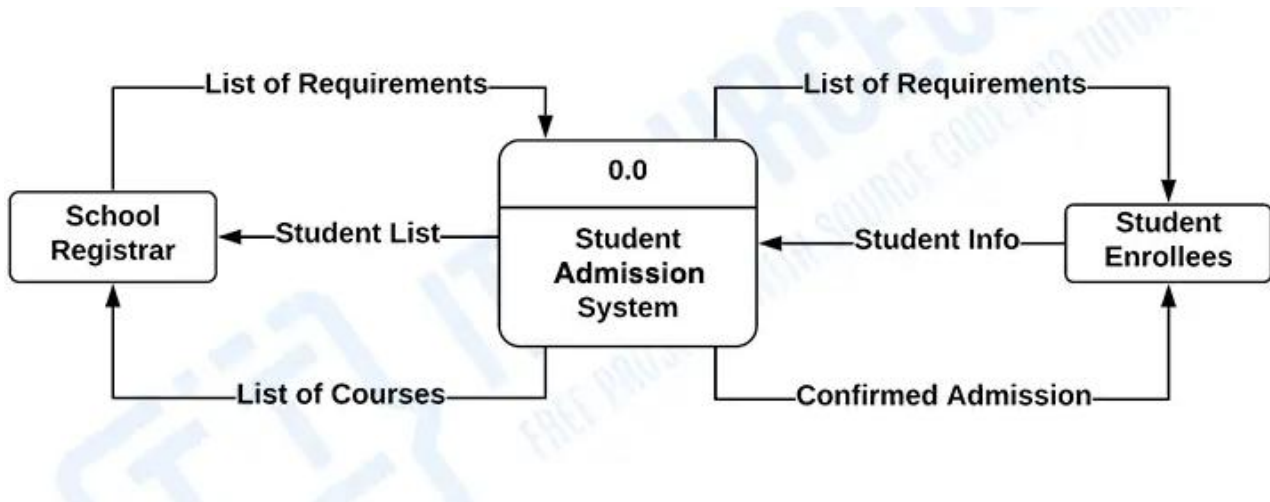 List of Requirements
List of Requirements
0.0
School
Registrar
Student List
Student
Admission
System
Student Info
Student
Enrollees
List of Courses
Confirmed Admission